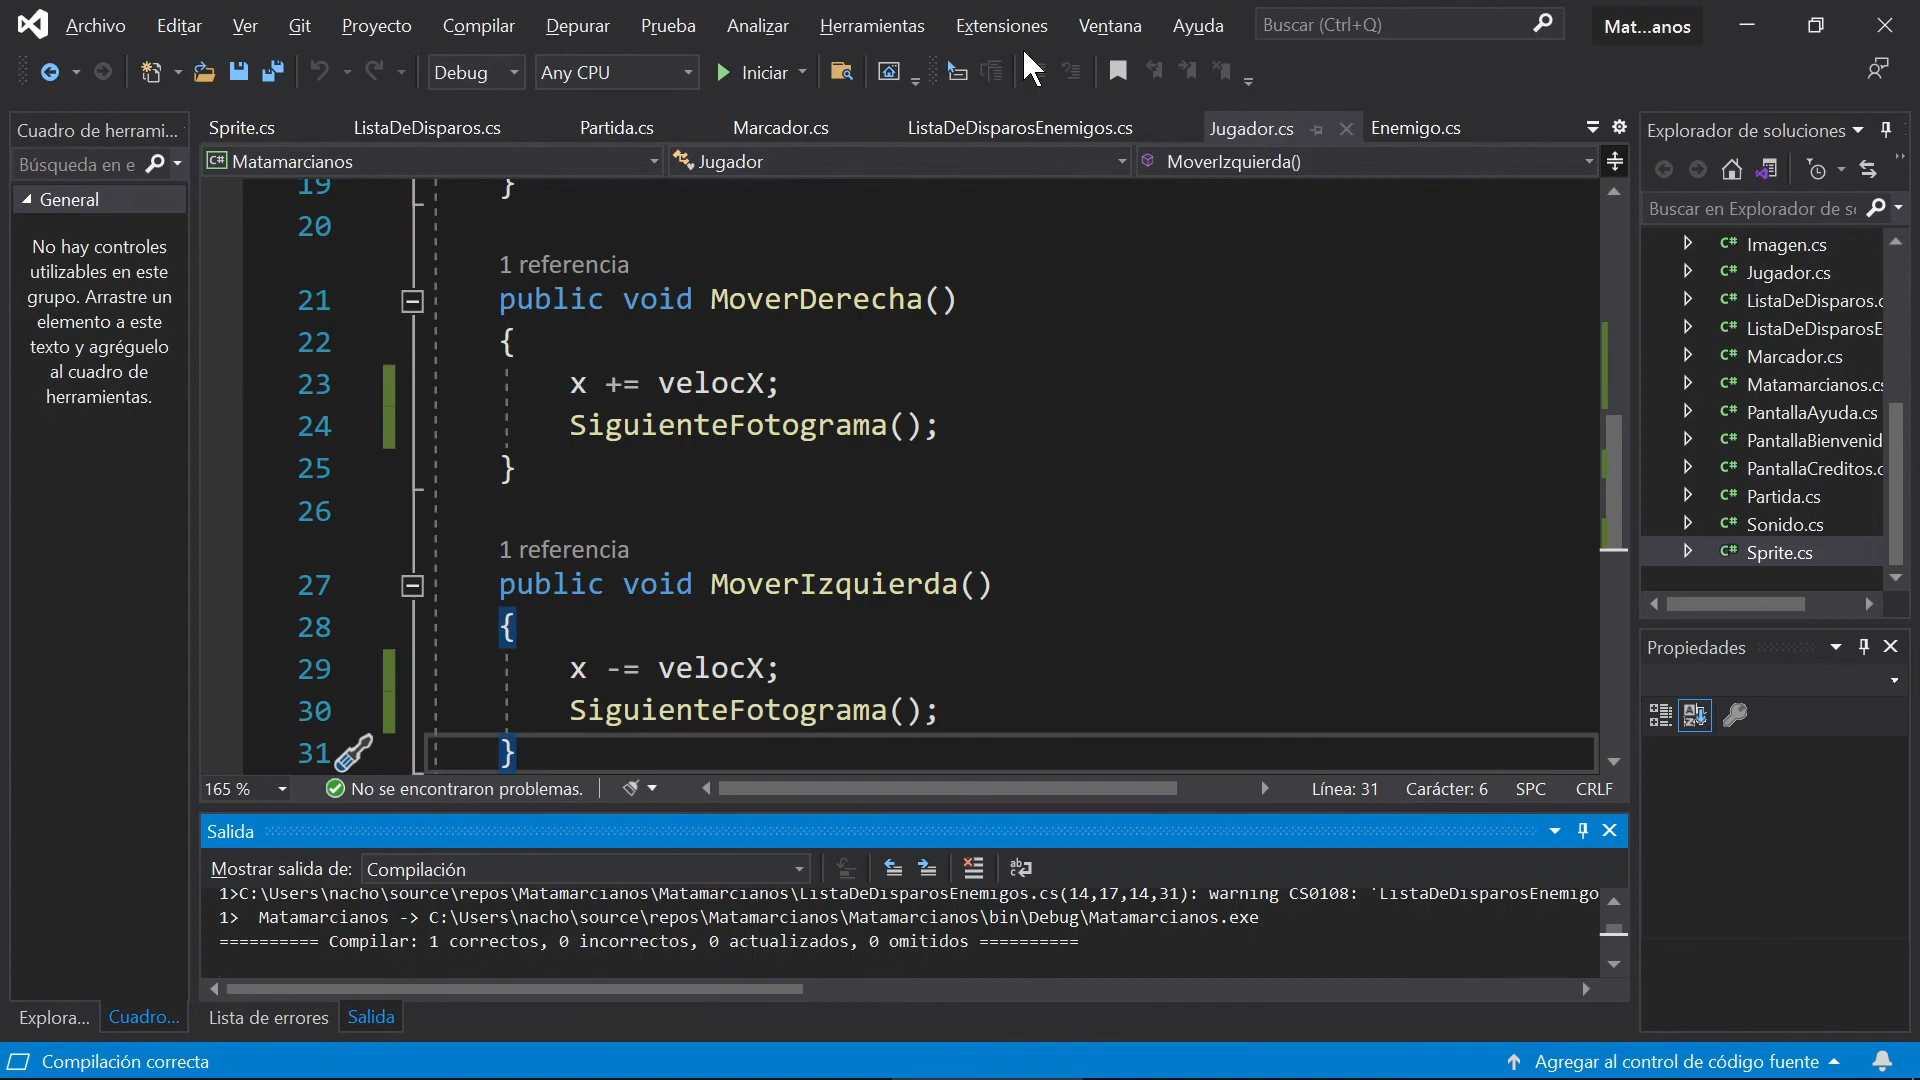 Archivo Editar Ver Git Proyecto Compilar Depurar Prueba Analizar Herramientas Extensiones Ventana Ayuda Buscar (Ctrl+Q) Mat...anos
Debug Any CPU Iniciar
Cuadro de herrami...
Búsqueda en e
General
No hay controles
utilizables en este
grupo. Arrastre un
elemento a este
texto y agréguelo
al cuadro de
herramientas.
Explora... Cuadro...
Sprite.cs ListaDeDisparos.cs Partida.cs Marcador.cs ListaDeDisparosEnemigos.cs Jugador.cs Enemigo.cs
C# Matamarcianos Jugador MoverIzquierda()
19 }
20
1 referencia
21 public void MoverDerecha()
22 {
23 x += velocX;
24 SiguienteFotograma();
25 }
26
1 referencia
27 public void MoverIzquierda()
28 {
29 x -= velocX;
30 SiguienteFotograma();
31 }
165 % No se encontraron problemas. Línea: 31 Carácter: 6 SPC CRLF
Salida
Mostrar salida de: Compilación
1>C:\Users\nacho\source\repos\Matamarcianos\Matamarcianos\ListaDeDisparosEnemigos.cs(14,17,14,31): warning CS0108: 'ListaDeDisparosEnemigo
1>  Matamarcianos -> C:\Users\nacho\source\repos\Matamarcianos\Matamarcianos\bin\Debug\Matamarcianos.exe
========== Compilar: 1 correctos, 0 incorrectos, 0 actualizados, 0 omitidos ==========
Lista de errores Salida
Explorador de soluciones
Buscar en Explorador de so
C# Imagen.cs
C# Jugador.cs
C# ListaDeDisparos.c
C# ListaDeDisparosE
C# Marcador.cs
C# Matamarcianos.cs
C# PantallaAyuda.cs
C# PantallaBienvenid
C# PantallaCreditos.c
C# Partida.cs
C# Sonido.cs
C# Sprite.cs
Propiedades
Compilación correcta Agregar al control de código fuente